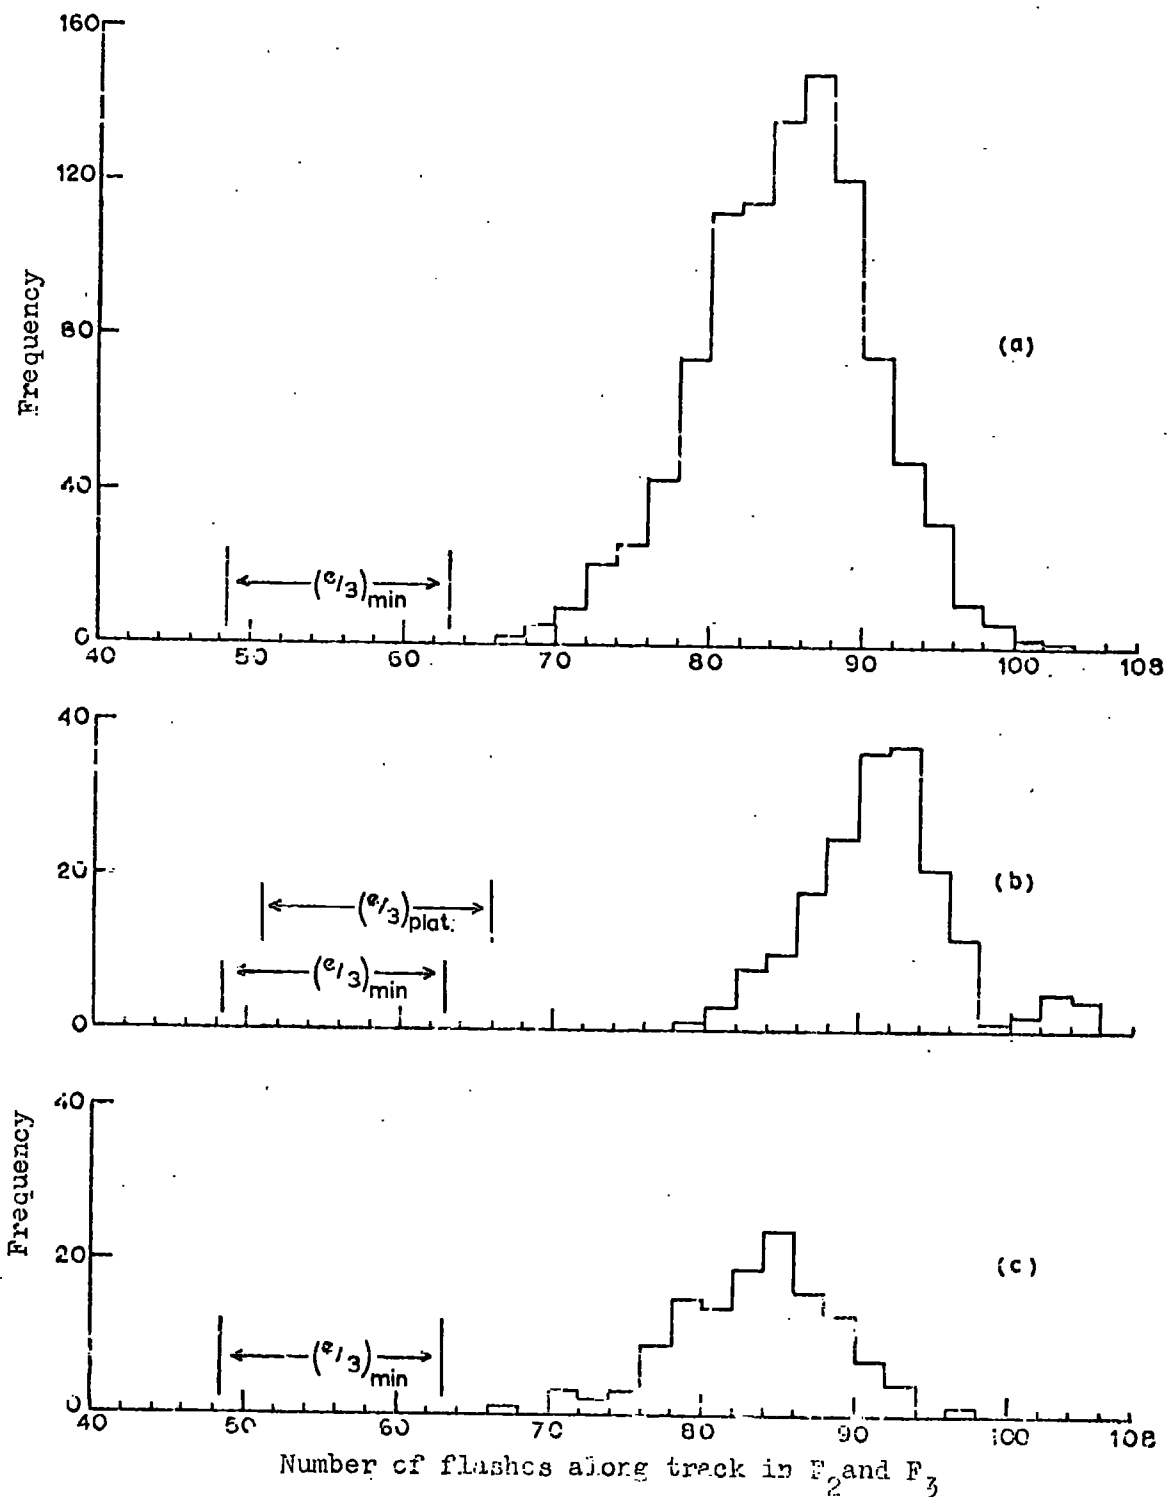 160
120
80
40
0
Frequency
(a)
(e/3)min
40 50 60 70 80 90 100 108
40
20
0
(b)
(e/3)plat.
(e/3)min
Frequency
40
20
0
(c)
(e/3)min
40 50 60 70 80 90 100 108
Number of flashes along track in F2 and F3